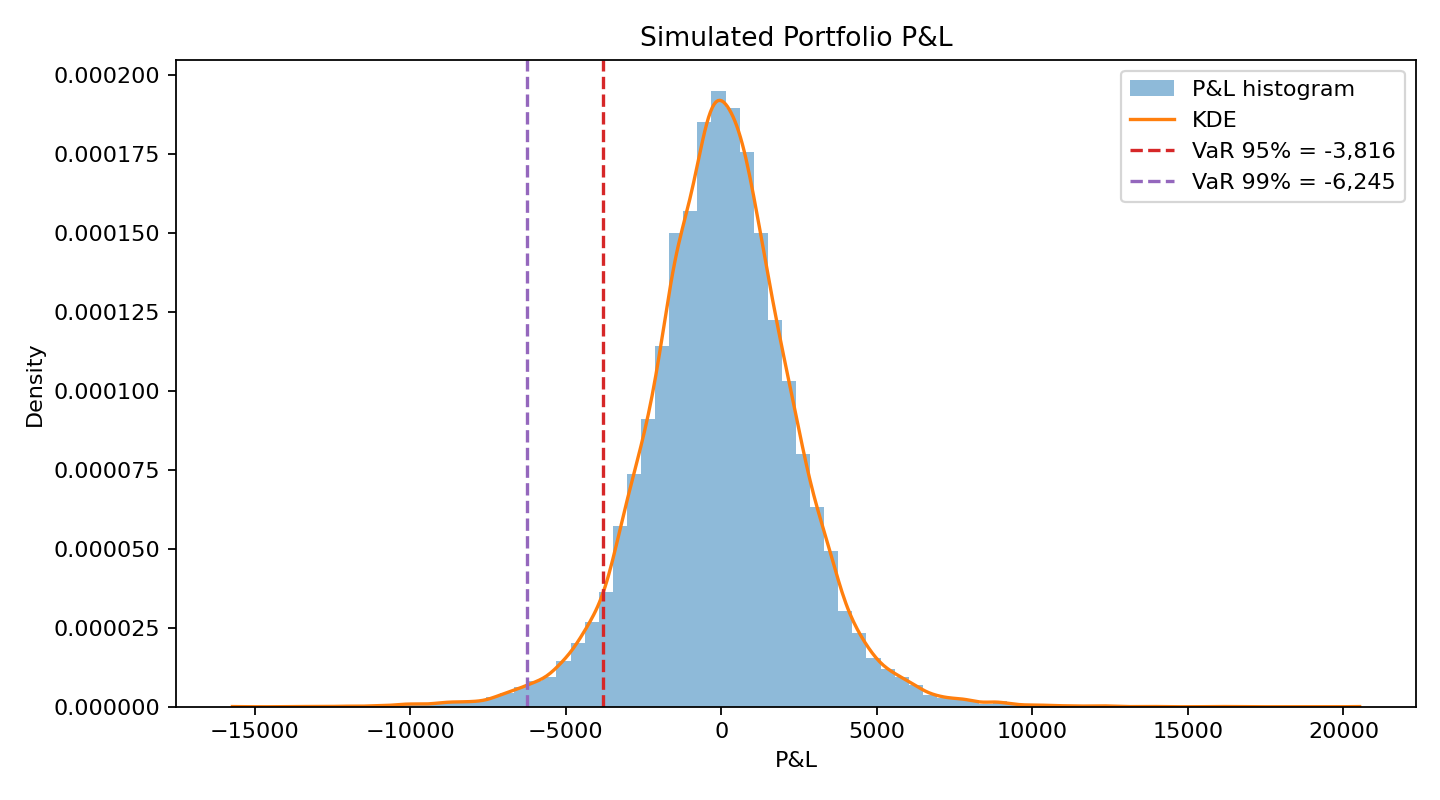 Simulated Portfolio P&L
P&L histogram
KDE
VaR 95% = -3,816
VaR 99% = -6,245
0.000200
0.000175
0.000150
0.000125
0.000100
0.000075
0.000050
0.000025
0.000000
Density
−15000 −10000 −5000 0 5000 10000 15000 20000
P&L